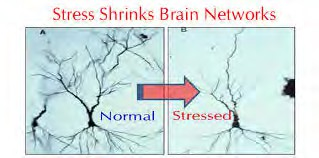 Stress Shrinks Brain Networks
A B
Normal Stressed